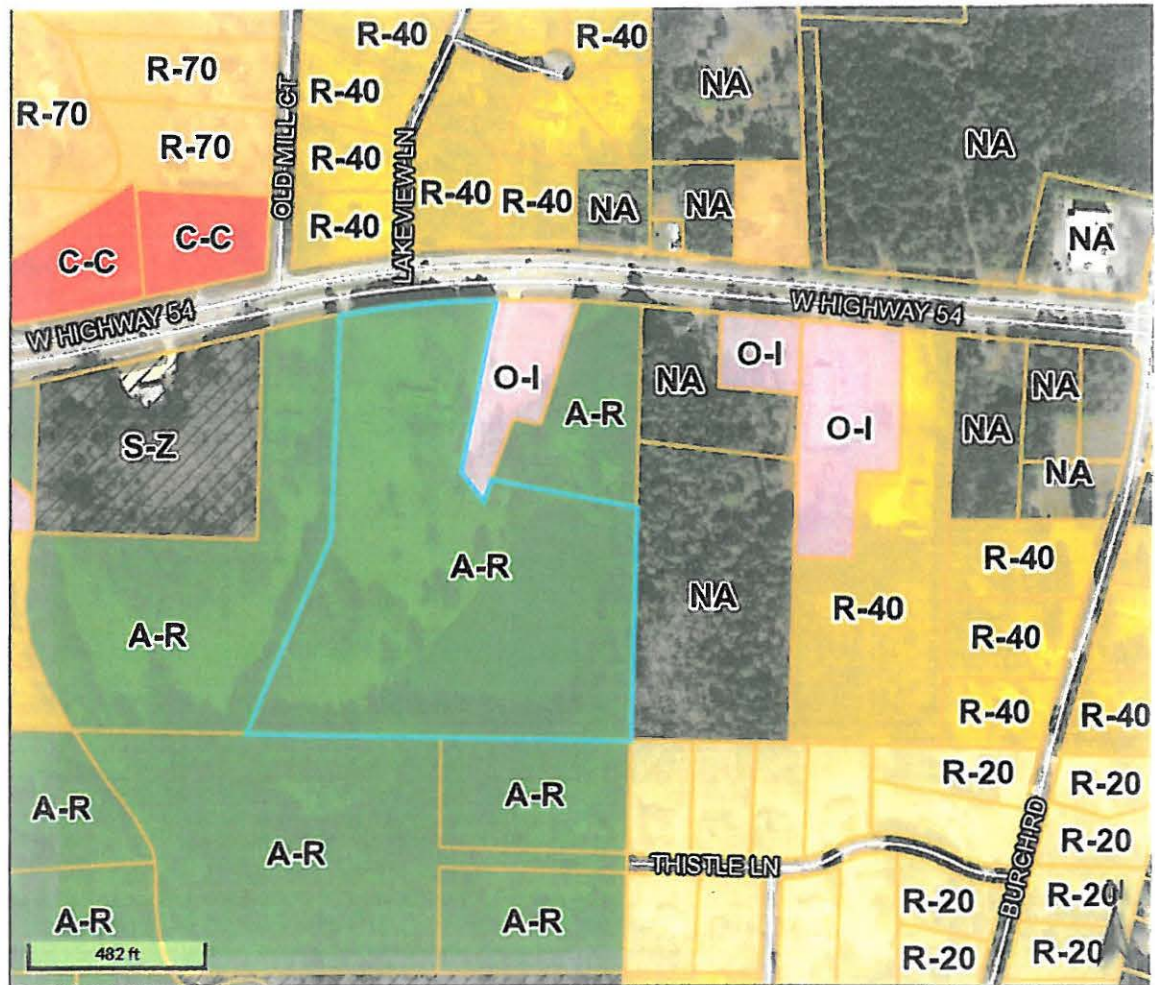 R-40
R-40
R-70
NA
R-40
R-70
NA
R-70
R-40
OLD MILL CT
LAKEVIEW LN
R-40
R-40
NA
NA
R-40
NA
C-C
C-C
W HIGHWAY 54
W HIGHWAY 54
O-I
O-I
NA
NA
A-R
O-I
NA
S-Z
NA
R-40
A-R
NA
R-40
A-R
R-40
R-40
R-40
R-20
R-20
A-R
A-R
BURCH RD
R-20
A-R
THISTLE LN
R-20
R-20
A-R
A-R
R-20
R-20
482 ft